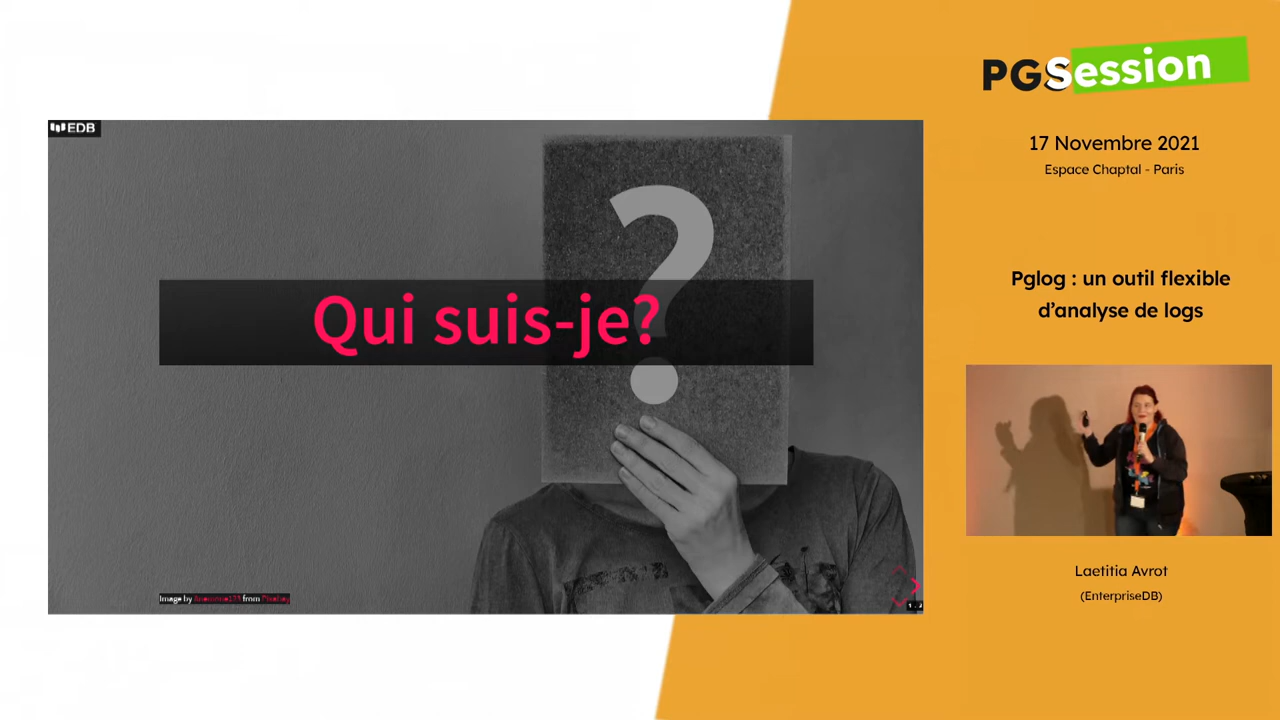 EDB
?
Qui suis-je?
Image by
from Pixabay
PGSession
17 Novembre 2021
Espace Chaptal - Paris
Pglog : un outil flexible
d’analyse de logs
Laetitia Avrot
(EnterpriseDB)